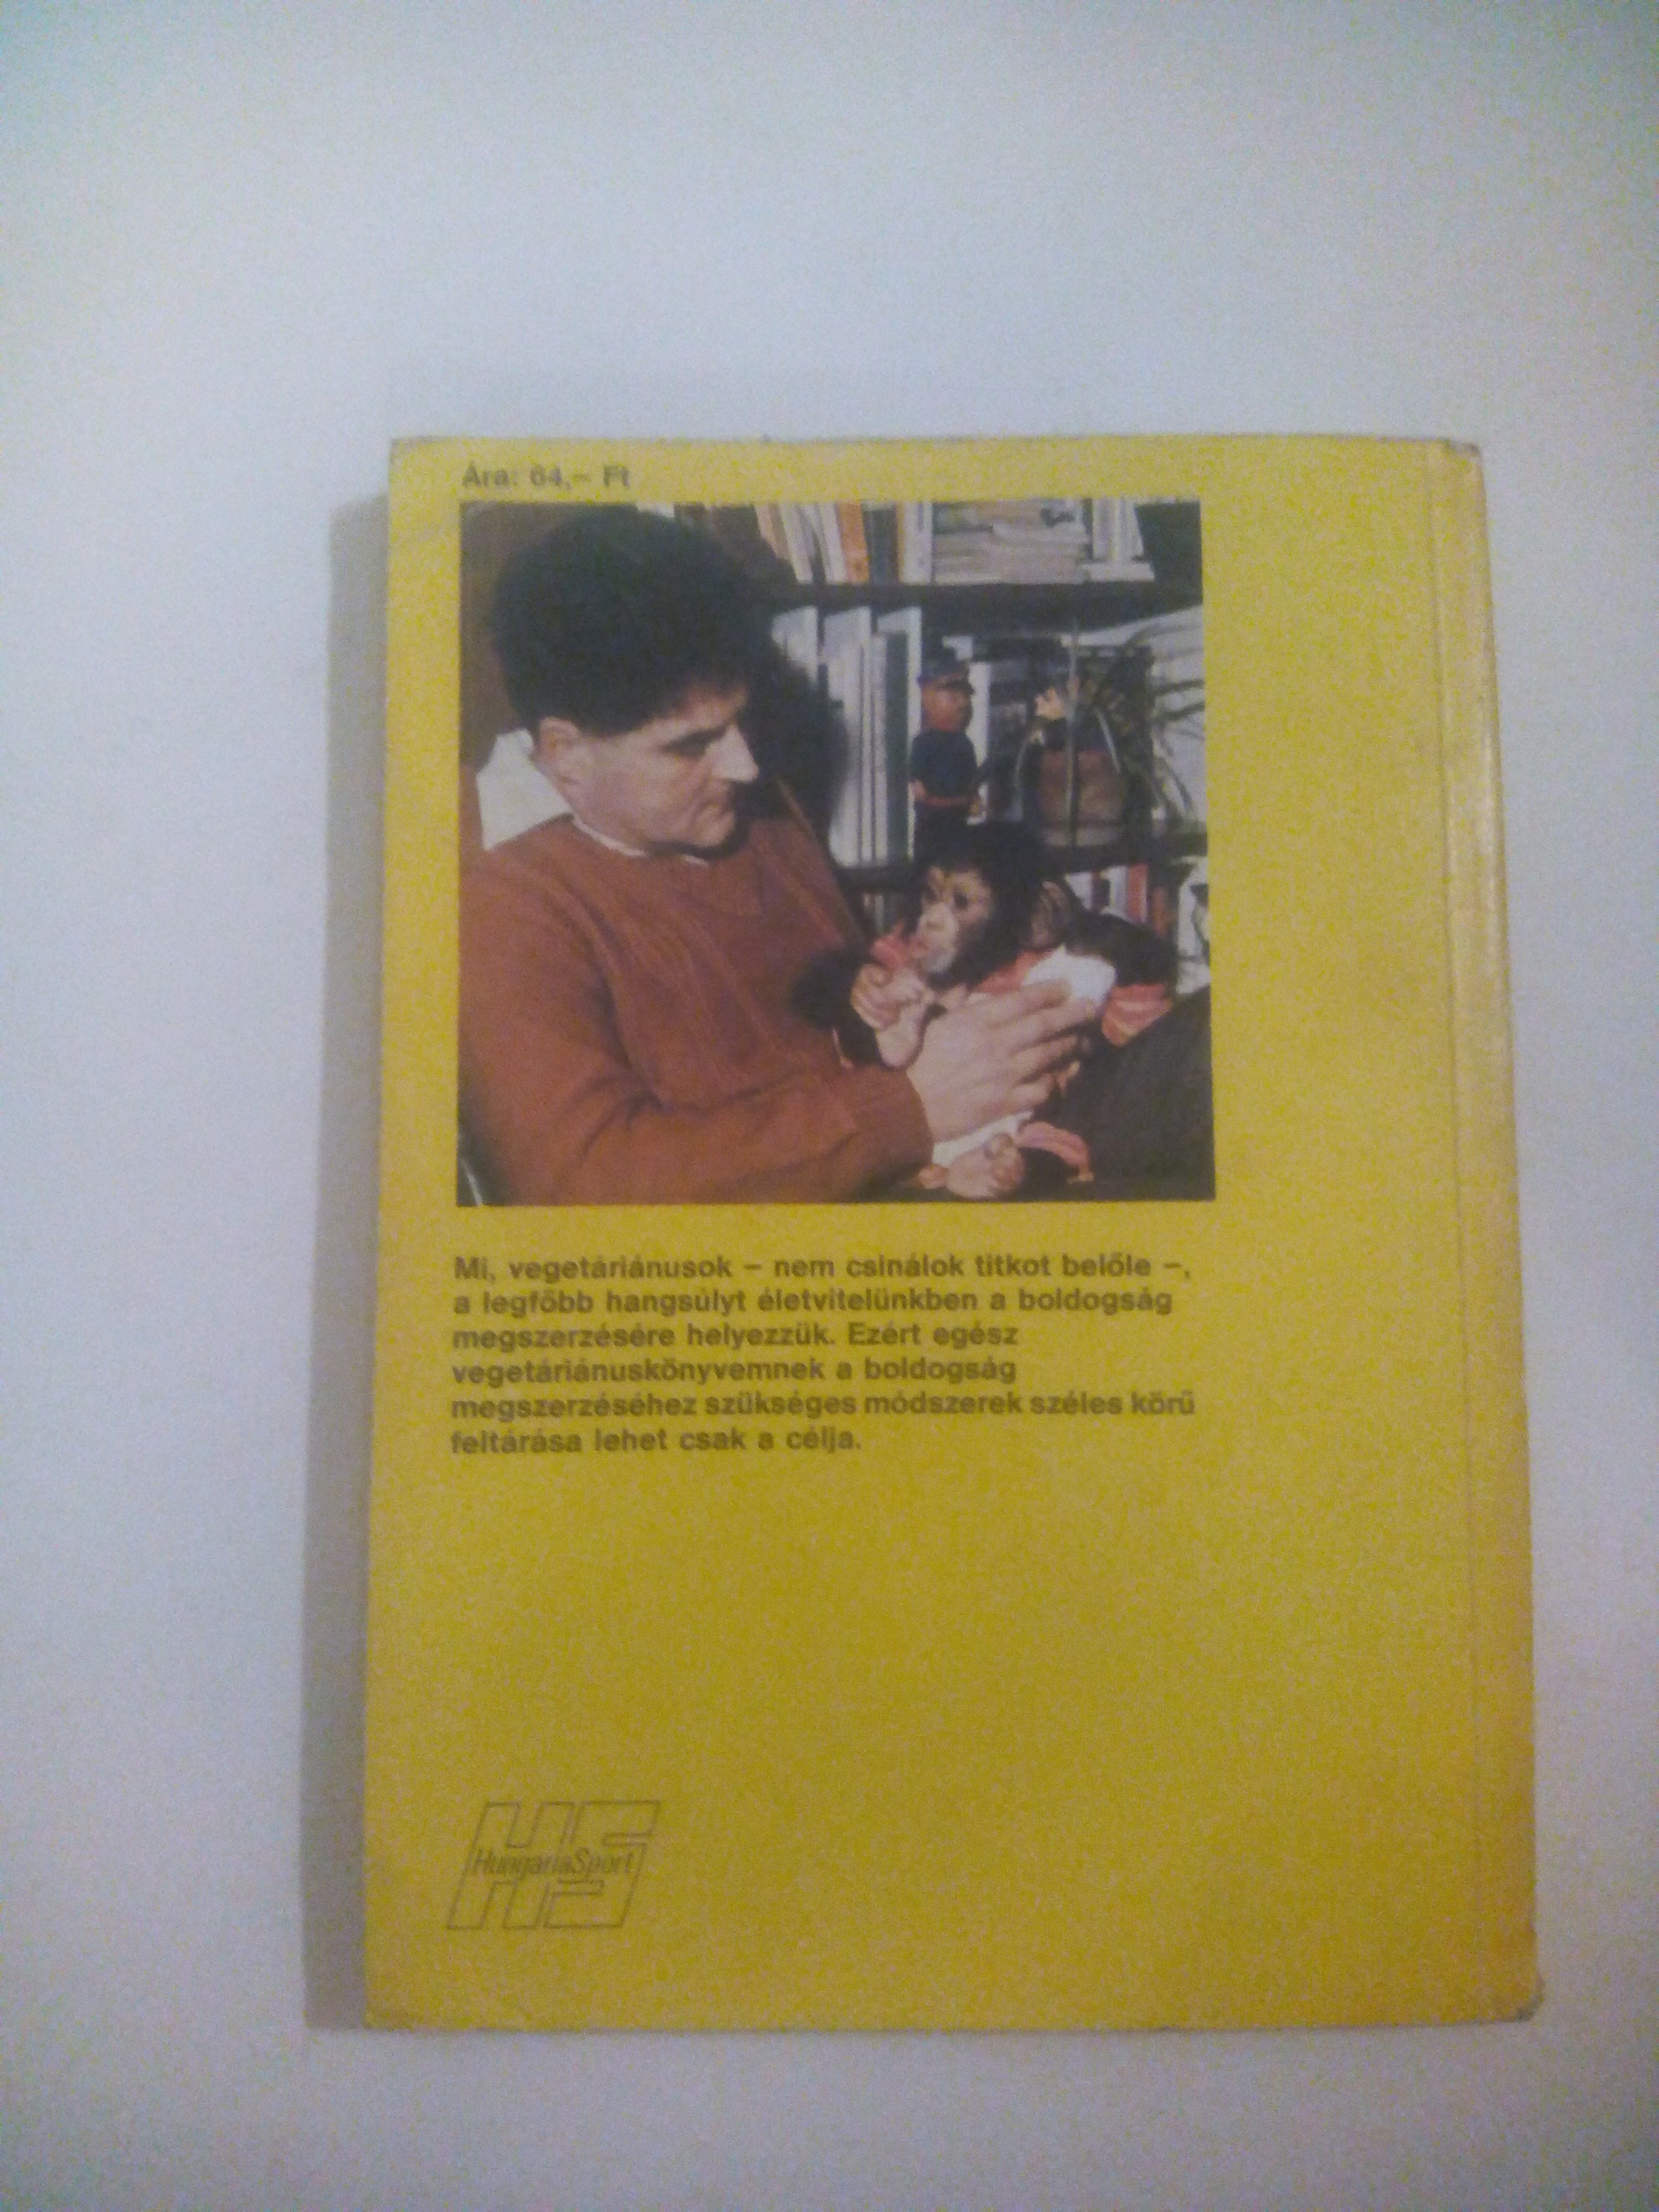 Ára: 64,– Ft
Mi, vegetáriánusok – nem csinálok titkot belőle –,
a legfőbb hangsúlyt életvitelünkben a boldogság
megszerzésére helyezzük. Ezért egész
vegetáriánuskönyvemnek a boldogság
megszerzéséhez szükséges módszerek széles körű
feltárása lehet csak a célja.
HS
HungariaSport